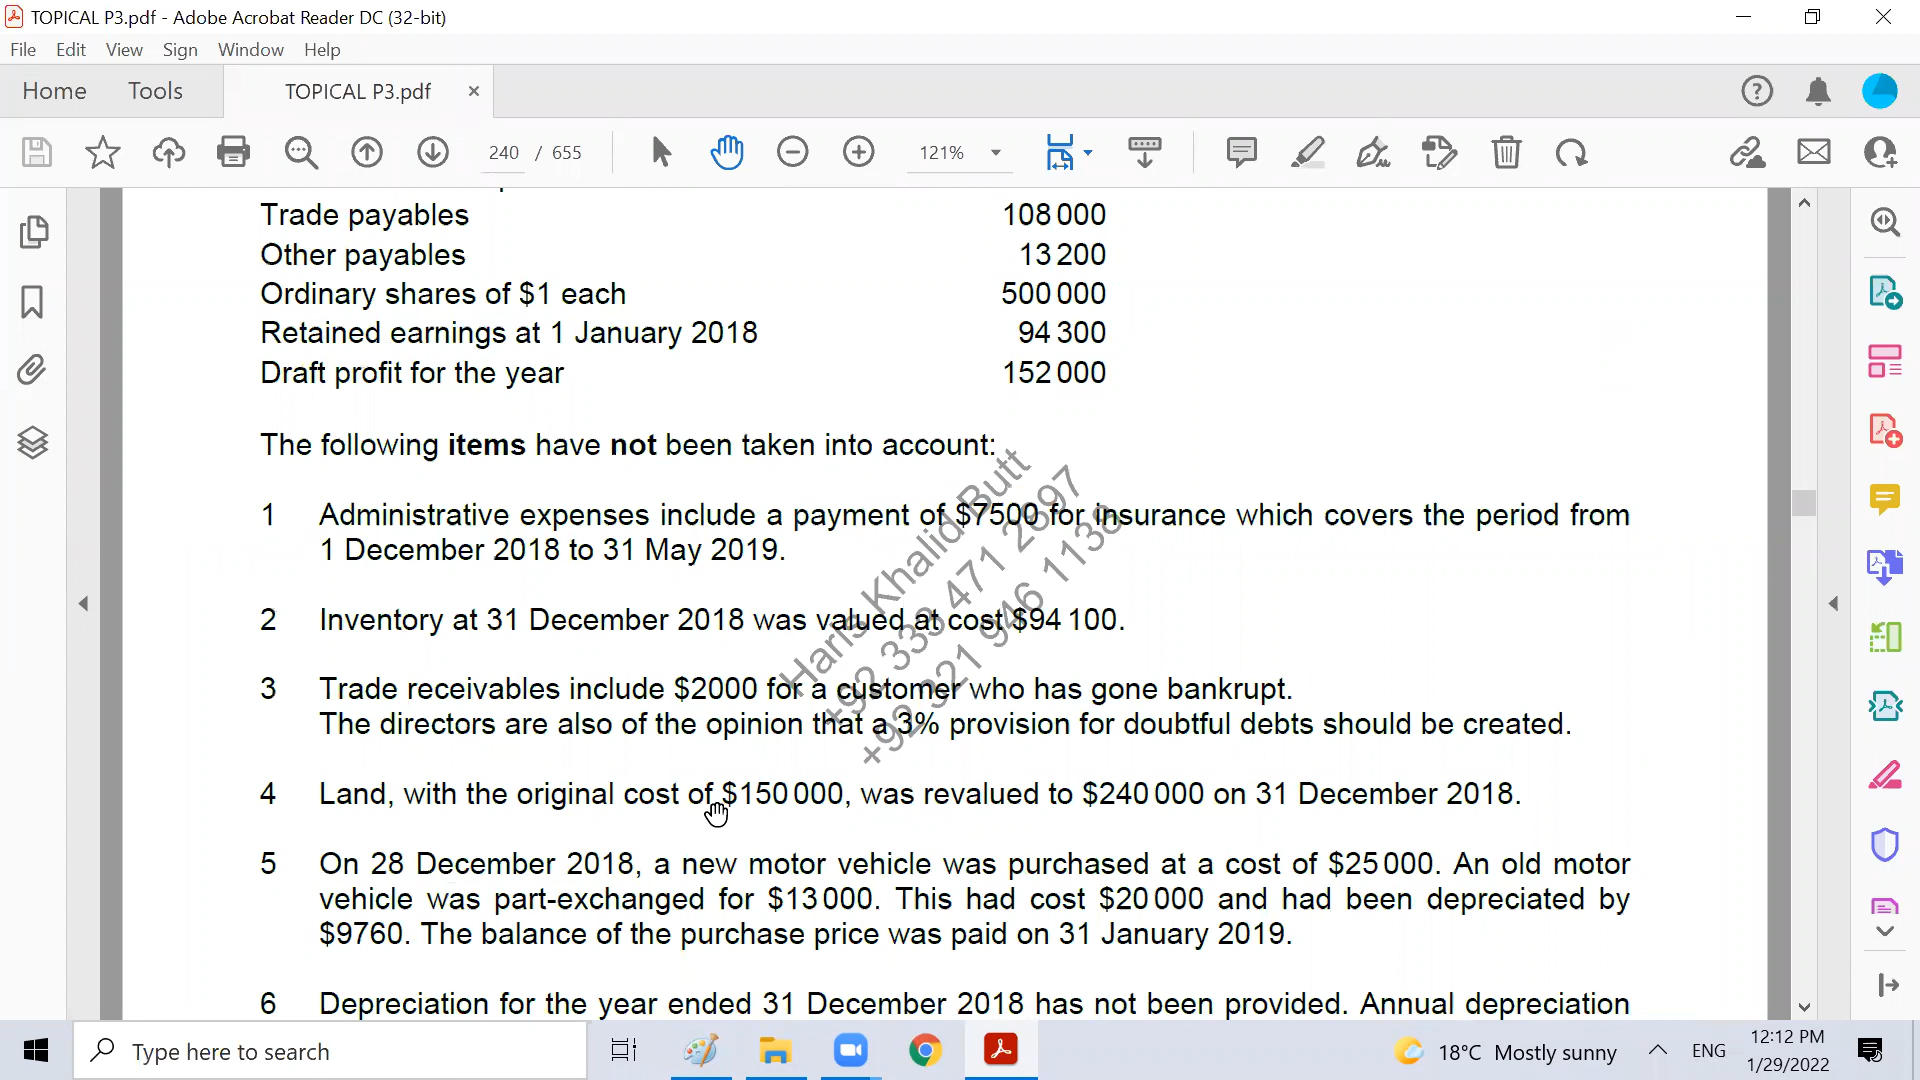 TOPICAL P3.pdf - Adobe Acrobat Reader DC (32-bit)
File Edit View Sign Window Help
Home Tools TOPICAL P3.pdf
240 / 655 121%
Trade payables 108 000
Other payables 13 200
Ordinary shares of $1 each 500 000
Retained earnings at 1 January 2018 94 300
Draft profit for the year 152 000
The following items have not been taken into account:
1 Administrative expenses include a payment of $7500 for insurance which covers the period from
1 December 2018 to 31 May 2019.
2 Inventory at 31 December 2018 was valued at cost $94 100.
3 Trade receivables include $2000 for a customer who has gone bankrupt.
The directors are also of the opinion that a 3% provision for doubtful debts should be created.
4 Land, with the original cost of $150 000, was revalued to $240 000 on 31 December 2018.
5 On 28 December 2018, a new motor vehicle was purchased at a cost of $25 000. An old motor
vehicle was part-exchanged for $13 000. This had cost $20 000 and had been depreciated by
$9760. The balance of the purchase price was paid on 31 January 2019.
6 Depreciation for the year ended 31 December 2018 has not been provided. Annual depreciation
Haris Khalid Butt
+92 333 471 2897
+92 321 946 1138
Type here to search
18°C Mostly sunny
ENG
12:12 PM
1/29/2022